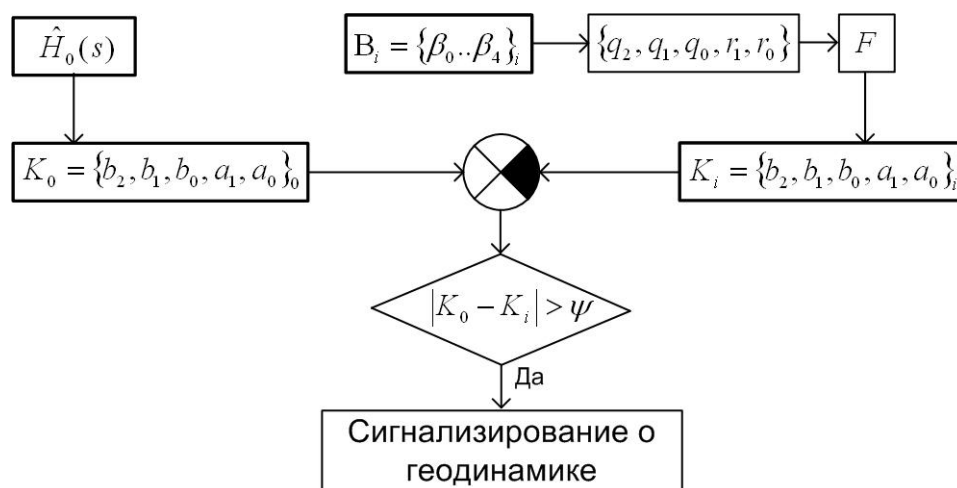 Ĥ₀(s)
Bᵢ = {β₀..β₄}ᵢ
{q₂, q₁, q₀, r₁, r₀}
F
K₀ = {b₂, b₁, b₀, a₁, a₀}₀
Kᵢ = {b₂, b₁, b₀, a₁, a₀}ᵢ
|K₀ − Kᵢ| > ψ
Да
Сигнализирование о
геодинамике